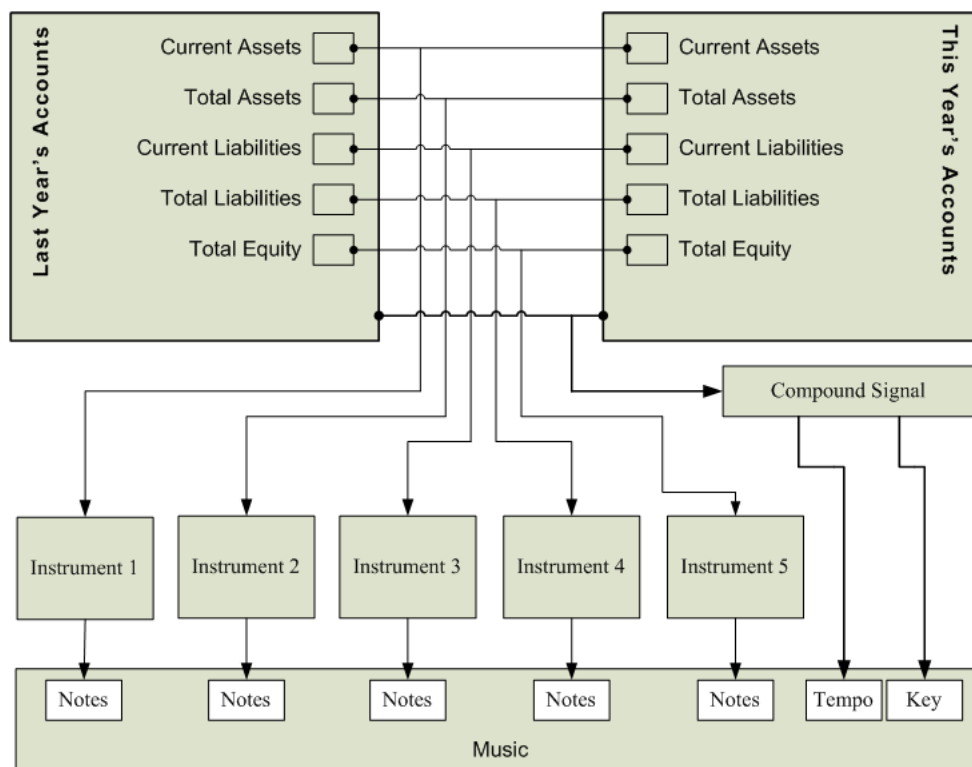 Last Year's Accounts
Current Assets
Total Assets
Current Liabilities
Total Liabilities
Total Equity
This Year's Accounts
Current Assets
Total Assets
Current Liabilities
Total Liabilities
Total Equity
Compound Signal
Instrument 1
Instrument 2
Instrument 3
Instrument 4
Instrument 5
Notes
Notes
Notes
Notes
Notes
Tempo
Key
Music